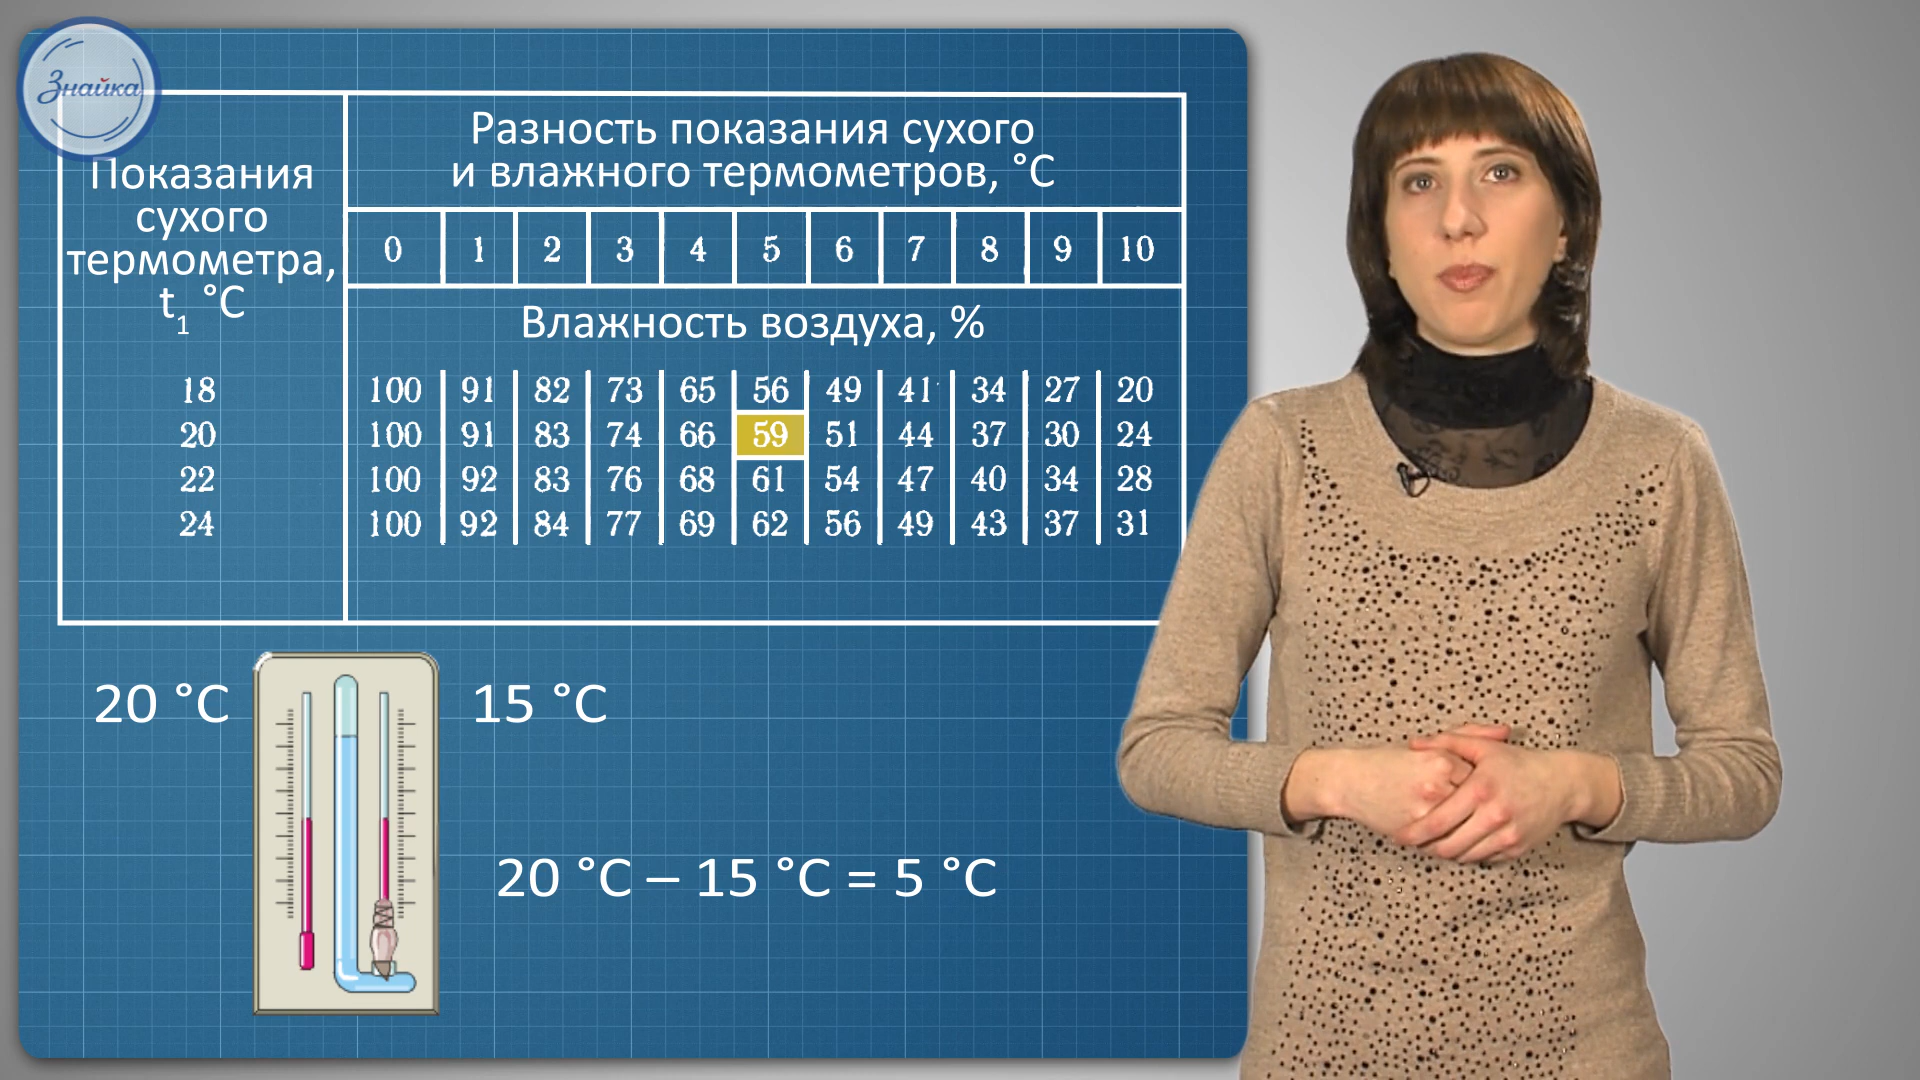 Знайка
Показания
сухого
термометра,
t₁ °C
Разность показания сухого
и влажного термометров, °C
0 1 2 3 4 5 6 7 8 9 10
Влажность воздуха, %
18 100 91 82 73 65 56 49 41 34 27 20
20 100 91 83 74 66 59 51 44 37 30 24
22 100 92 83 76 68 61 54 47 40 34 28
24 100 92 84 77 69 62 56 49 43 37 31
20 °C 15 °C
20 °C – 15 °C = 5 °C